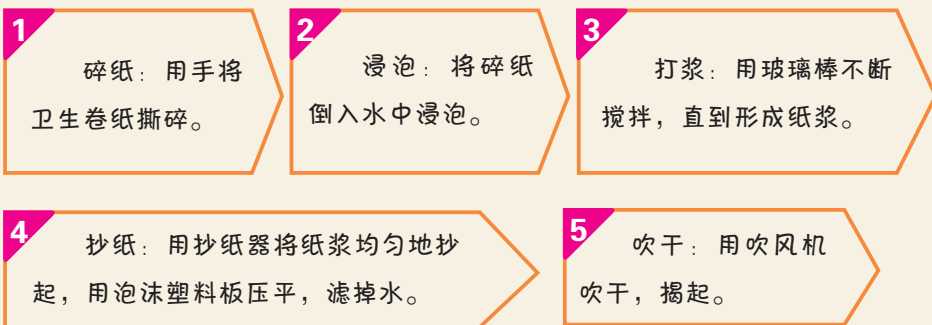 1
碎纸：用手将
卫生卷纸撕碎。
2
浸泡：将碎纸
倒入水中浸泡。
3
打浆：用玻璃棒不断
搅拌，直到形成纸浆。
4
抄纸：用抄纸器将纸浆均匀地抄
起，用泡沫塑料板压平，滤掉水。
5
吹干：用吹风机
吹干，揭起。